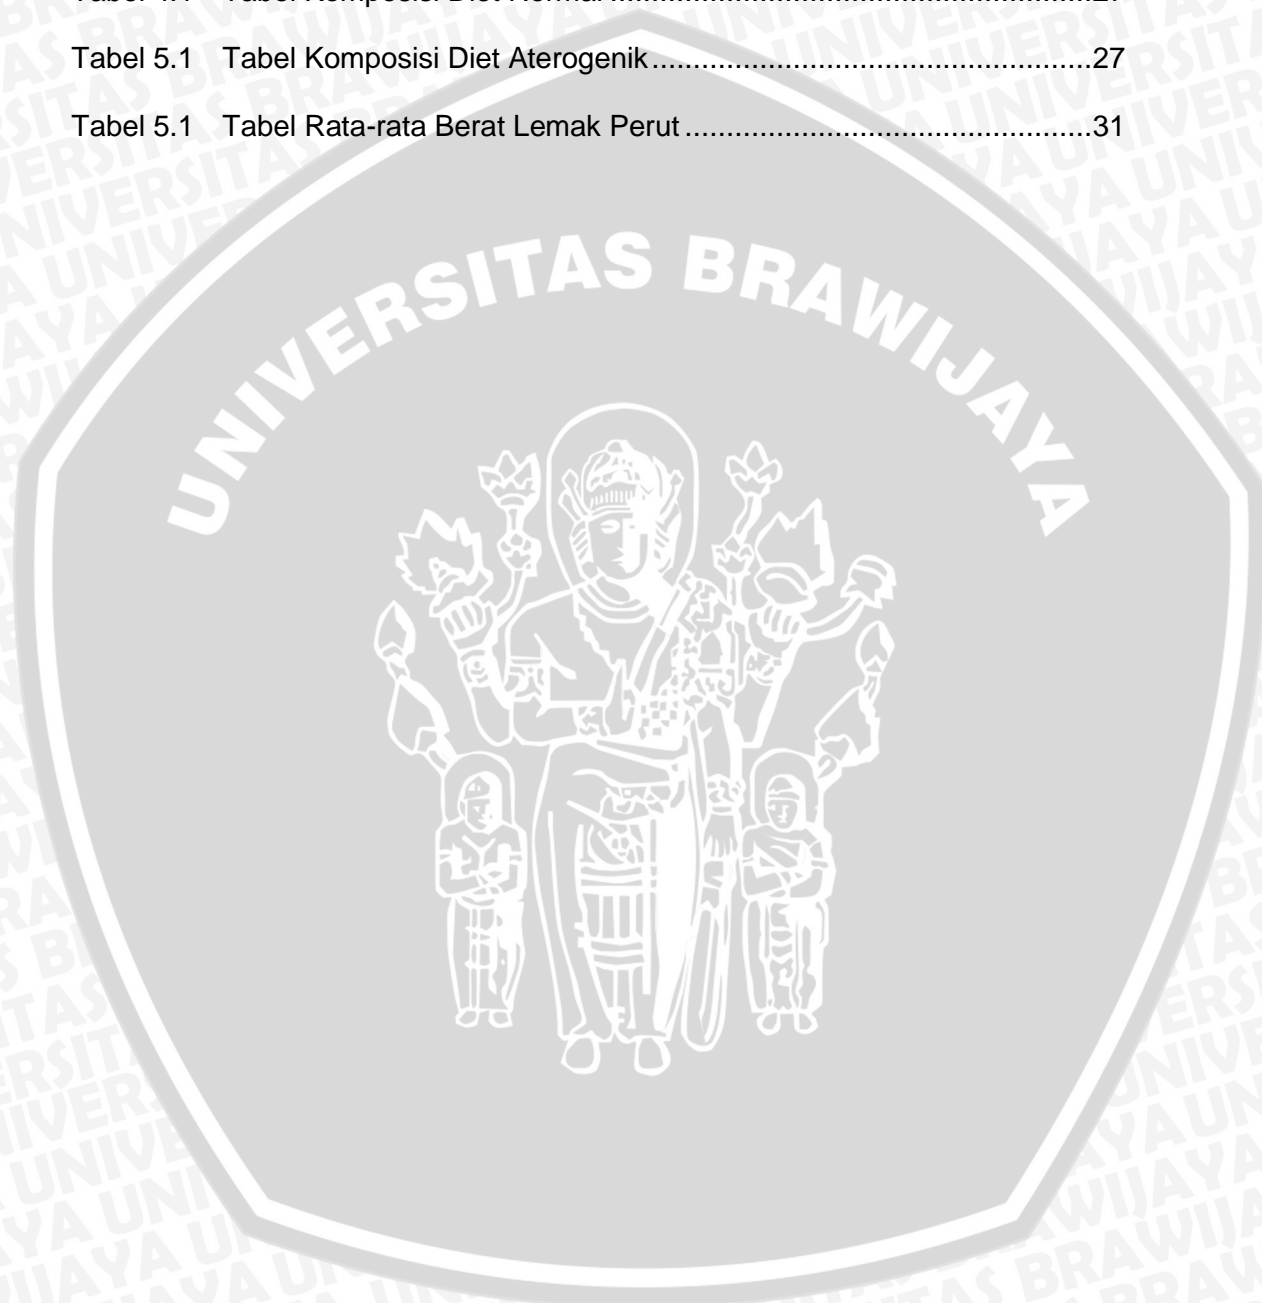 Tabel 5.1 Tabel Komposisi Diet Aterogenik......................................................27
Tabel 5.1 Tabel Rata-rata Berat Lemak Perut..................................................31
UNIVERSITAS BRAWIJAYA